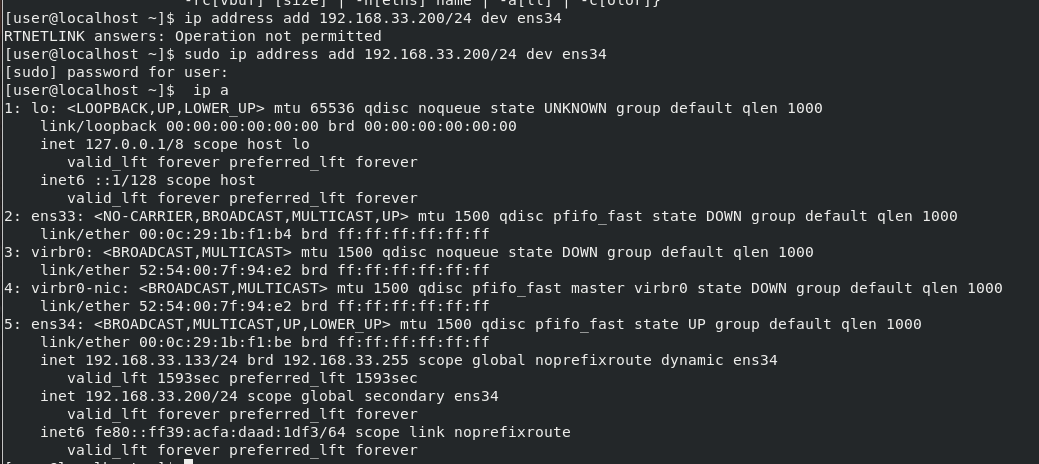 -rc[vbuf] [size] | -n[etns] name | -a[ll] | -c[olor]}
[user@localhost ~]$ ip address add 192.168.33.200/24 dev ens34
RTNETLINK answers: Operation not permitted
[user@localhost ~]$ sudo ip address add 192.168.33.200/24 dev ens34
[sudo] password for user:
[user@localhost ~]$  ip a
1: lo: <LOOPBACK,UP,LOWER_UP> mtu 65536 qdisc noqueue state UNKNOWN group default qlen 1000
    link/loopback 00:00:00:00:00:00 brd 00:00:00:00:00:00
    inet 127.0.0.1/8 scope host lo
       valid_lft forever preferred_lft forever
    inet6 ::1/128 scope host
       valid_lft forever preferred_lft forever
2: ens33: <NO-CARRIER,BROADCAST,MULTICAST,UP> mtu 1500 qdisc pfifo_fast state DOWN group default qlen 1000
    link/ether 00:0c:29:1b:f1:b4 brd ff:ff:ff:ff:ff:ff
3: virbr0: <BROADCAST,MULTICAST> mtu 1500 qdisc noqueue state DOWN group default qlen 1000
    link/ether 52:54:00:7f:94:e2 brd ff:ff:ff:ff:ff:ff
4: virbr0-nic: <BROADCAST,MULTICAST> mtu 1500 qdisc pfifo_fast master virbr0 state DOWN group default qlen 1000
    link/ether 52:54:00:7f:94:e2 brd ff:ff:ff:ff:ff:ff
5: ens34: <BROADCAST,MULTICAST,UP,LOWER_UP> mtu 1500 qdisc pfifo_fast state UP group default qlen 1000
    link/ether 00:0c:29:1b:f1:be brd ff:ff:ff:ff:ff:ff
    inet 192.168.33.133/24 brd 192.168.33.255 scope global noprefixroute dynamic ens34
       valid_lft 1593sec preferred_lft 1593sec
    inet 192.168.33.200/24 scope global secondary ens34
       valid_lft forever preferred_lft forever
    inet6 fe80::ff39:acfa:daad:1df3/64 scope link noprefixroute
       valid_lft forever preferred_lft forever